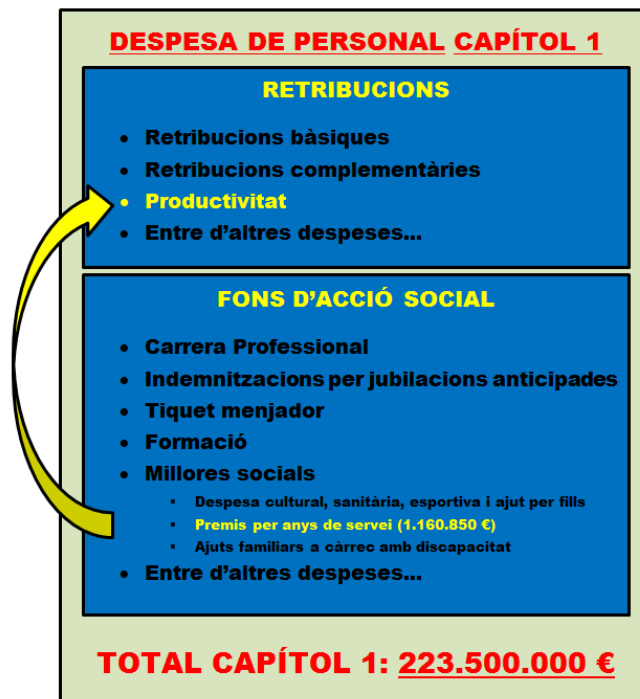 DESPESA DE PERSONAL CAPÍTOL 1
RETRIBUCIONS
• Retribucions bàsiques
• Retribucions complementàries
• Productivitat
• Entre d'altres despeses...
FONS D'ACCIÓ SOCIAL
• Carrera Professional
• Indemnitzacions per jubilacions anticipades
• Tiquet menjador
• Formació
• Millores socials
▪ Despesa cultural, sanitària, esportiva i ajut per fills
▪ Premis per anys de servei (1.160.850 €)
▪ Ajuts familiars a càrrec amb discapacitat
• Entre d'altres despeses...
TOTAL CAPÍTOL 1: 223.500.000 €